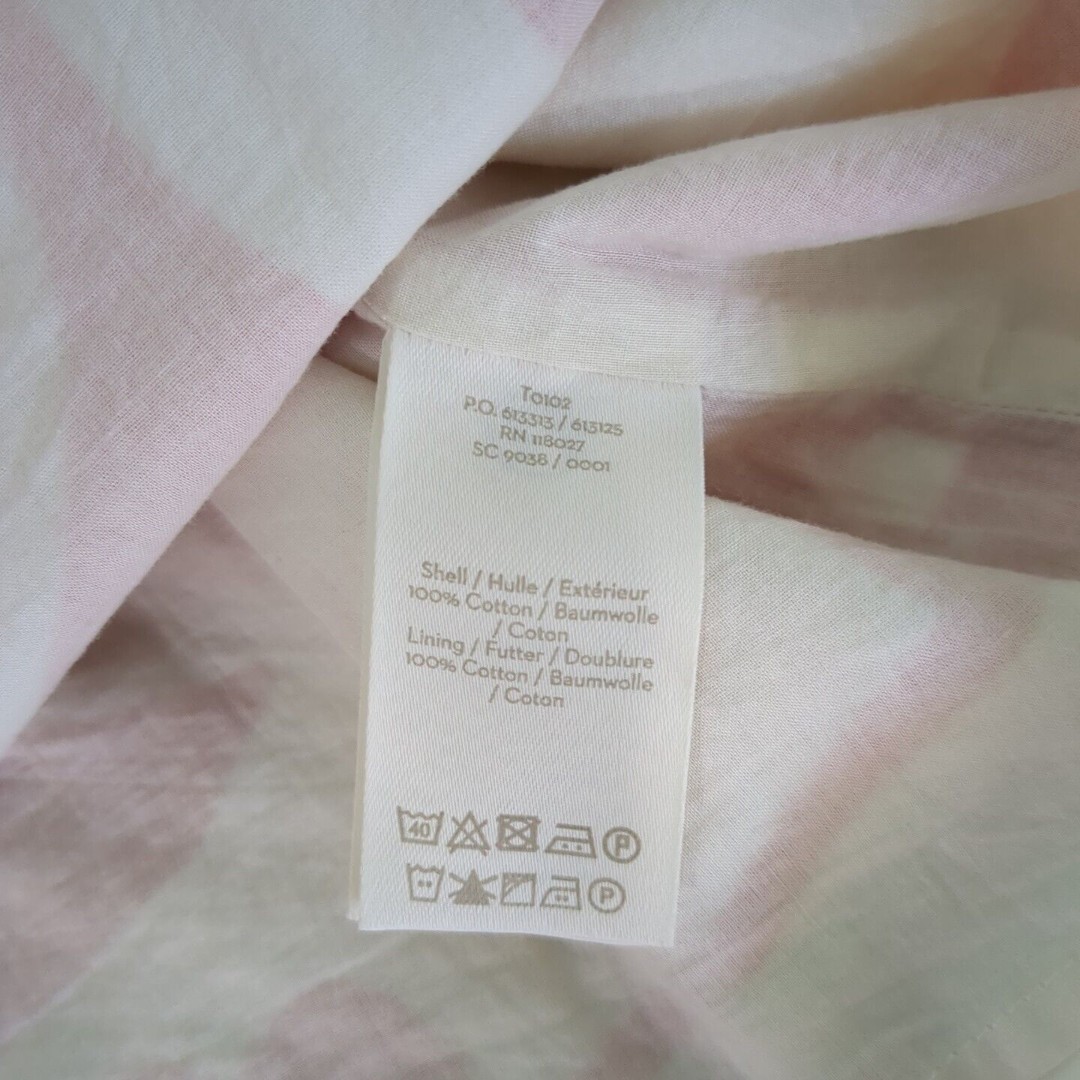 T0102
P.O. 613313 / 613125
RN 118027
SC 9038 / 0001
Shell / Hulle / Extérieur
100% Cotton / Baumwolle
/ Coton
Lining / Futter / Doublure
100% Cotton / Baumwolle
/ Coton
40 P
P